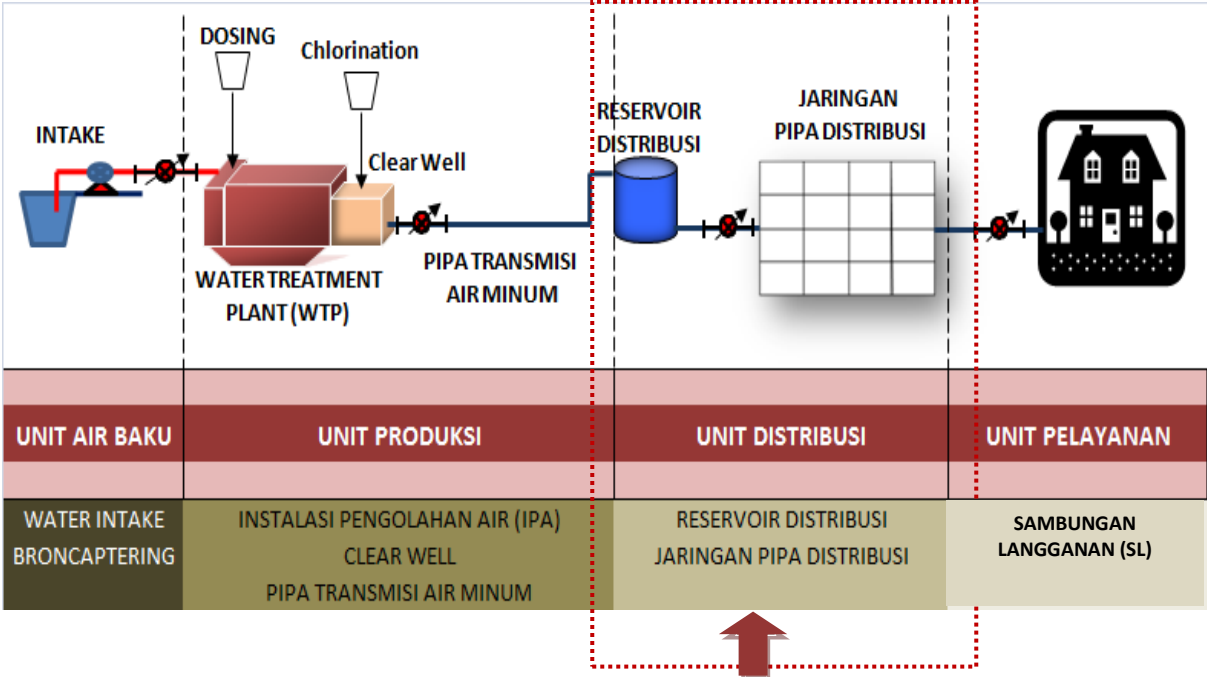 DOSING
Chlorination
INTAKE
Clear Well
WATER TREATMENT
PLANT (WTP)
PIPA TRANSMISI
AIR MINUM
RESERVOIR
DISTRIBUSI
JARINGAN
PIPA DISTRIBUSI
UNIT AIR BAKU
UNIT PRODUKSI
UNIT DISTRIBUSI
UNIT PELAYANAN
WATER INTAKE
BRONCAPTERING
INSTALASI PENGOLAHAN AIR (IPA)
CLEAR WELL
PIPA TRANSMISI AIR MINUM
RESERVOIR DISTRIBUSI
JARINGAN PIPA DISTRIBUSI
SAMBUNGAN
LANGGANAN (SL)